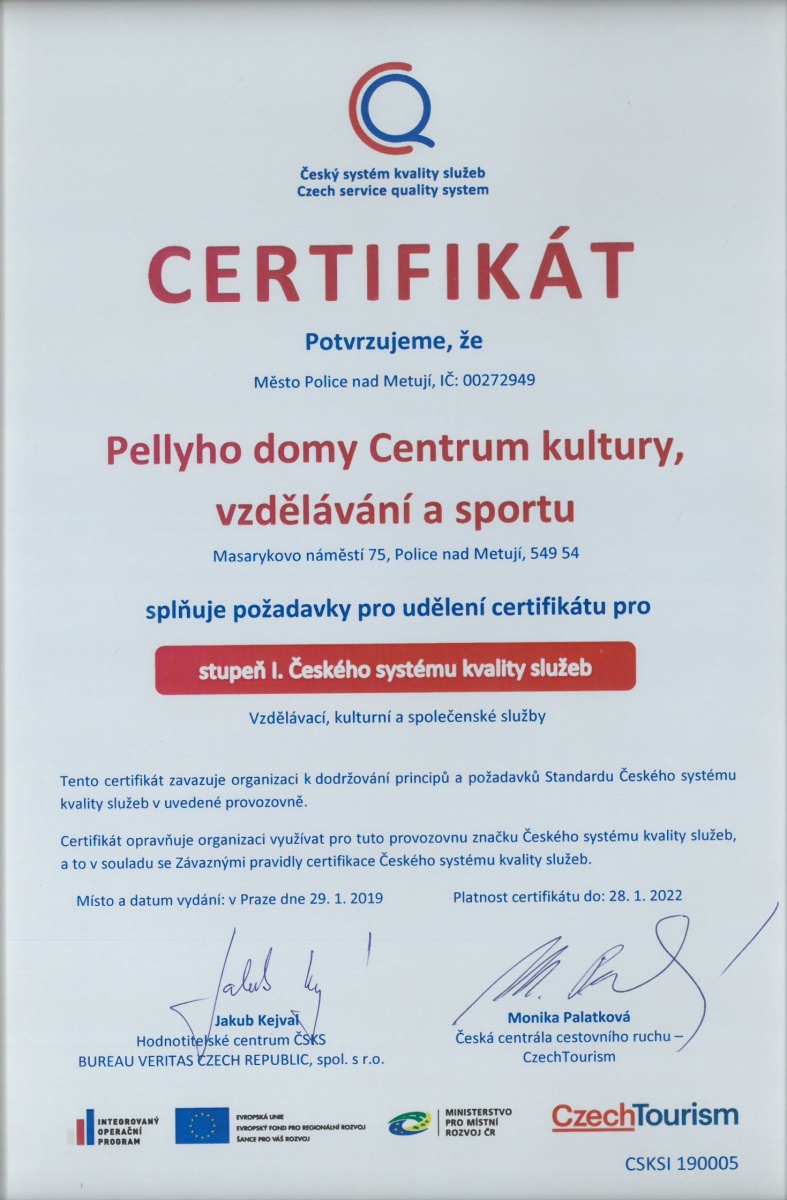 Český systém kvality služeb
Czech service quality system
CERTIFIKÁT
Potvrzujeme, že
Město Police nad Metují, IČ: 00272949
Pellyho domy Centrum kultury,
vzdělávání a sportu
Masarykovo náměstí 75, Police nad Metují, 549 54
splňuje požadavky pro udělení certifikátu pro
stupeň I. Českého systému kvality služeb
Vzdělávací, kulturní a společenské služby
Tento certifikát zavazuje organizaci k dodržování principů a požadavků Standardu Českého systému
kvality služeb v uvedené provozovně.
Certifikát opravňuje organizaci využívat pro tuto provozovnu značku Českého systému kvality služeb,
a to v souladu se Závaznými pravidly certifikace Českého systému kvality služeb.
Místo a datum vydání: v Praze dne 29. 1. 2019
Platnost certifikátu do: 28. 1. 2022
Jakub Kejval
Hodnotitelské centrum ČSKS
BUREAU VERITAS CZECH REPUBLIC, spol. s r.o.
Monika Palatková
Česká centrála cestovního ruchu –
CzechTourism
INTEGROVANÝ
OPERAČNÍ
PROGRAM
EVROPSKÁ UNIE
EVROPSKÝ FOND PRO REGIONÁLNÍ ROZVOJ
ŠANCE PRO VÁŠ ROZVOJ
MINISTERSTVO
PRO MÍSTNÍ
ROZVOJ ČR
CzechTourism
CSKSI 190005